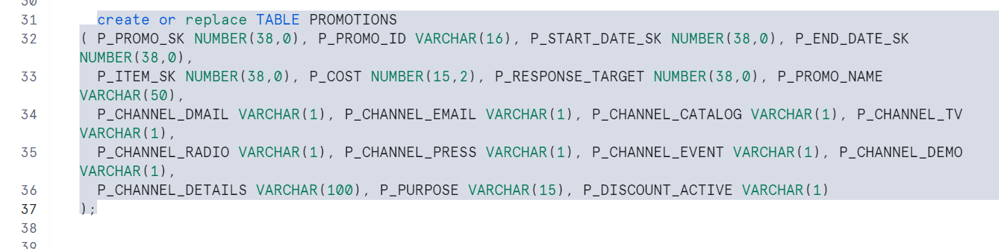 30
31 create or replace TABLE PROMOTIONS
32 ( P_PROMO_SK NUMBER(38,0), P_PROMO_ID VARCHAR(16), P_START_DATE_SK NUMBER(38,0), P_END_DATE_SK
NUMBER(38,0),
33 P_ITEM_SK NUMBER(38,0), P_COST NUMBER(15,2), P_RESPONSE_TARGET NUMBER(38,0), P_PROMO_NAME
VARCHAR(50),
34 P_CHANNEL_DMAIL VARCHAR(1), P_CHANNEL_EMAIL VARCHAR(1), P_CHANNEL_CATALOG VARCHAR(1), P_CHANNEL_TV
VARCHAR(1),
35 P_CHANNEL_RADIO VARCHAR(1), P_CHANNEL_PRESS VARCHAR(1), P_CHANNEL_EVENT VARCHAR(1), P_CHANNEL_DEMO
VARCHAR(1),
36 P_CHANNEL_DETAILS VARCHAR(100), P_PURPOSE VARCHAR(15), P_DISCOUNT_ACTIVE VARCHAR(1)
37 );
38
39